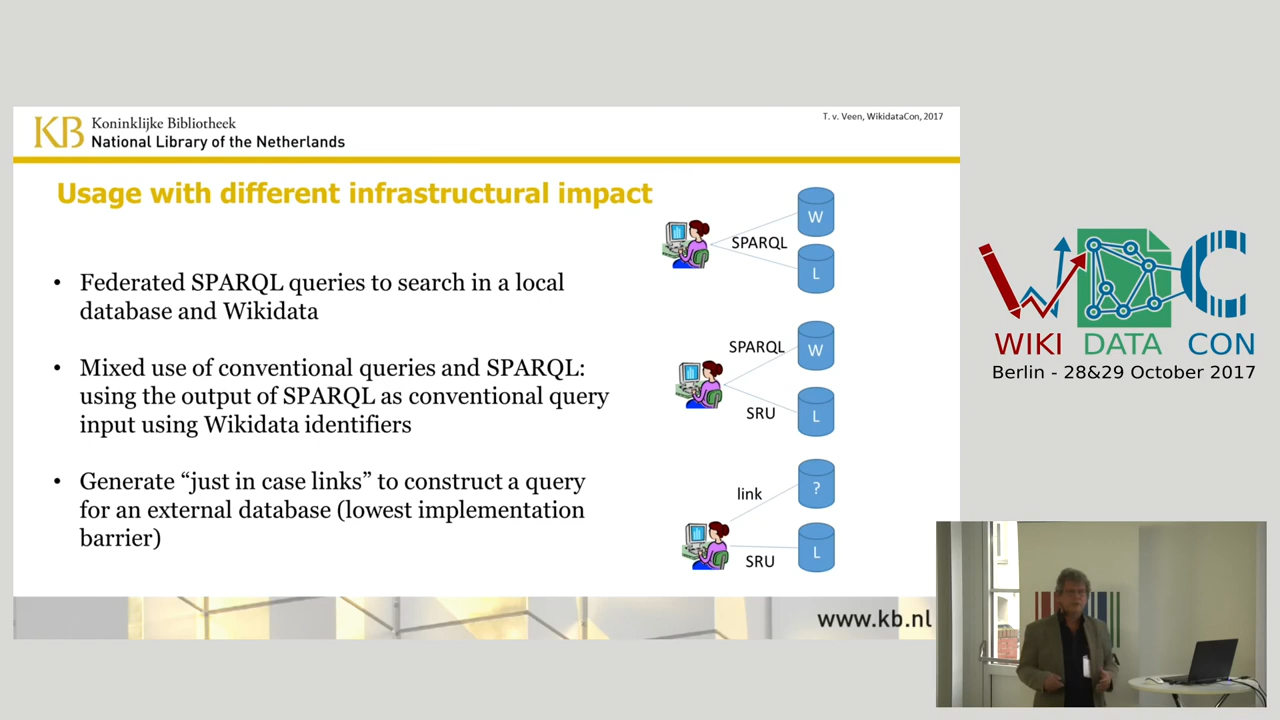 KB Koninklijke Bibliotheek
National Library of the Netherlands
T. v. Veen, WikidataCon, 2017
Usage with different infrastructural impact
• Federated SPARQL queries to search in a local
database and Wikidata
• Mixed use of conventional queries and SPARQL:
using the output of SPARQL as conventional query
input using Wikidata identifiers
• Generate “just in case links” to construct a query
for an external database (lowest implementation
barrier)
W
SPARQL
L
SPARQL
W
SRU
L
link
?
SRU
L
www.kb.nl
WIKI DATA CON
Berlin - 28&29 October 2017